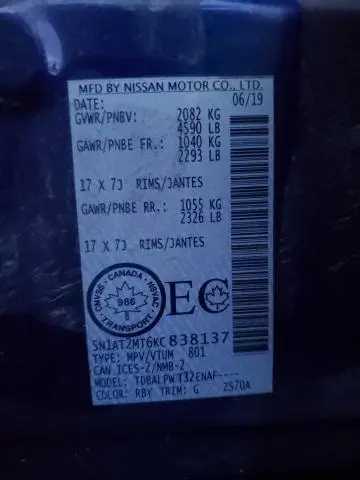 MFD BY NISSAN MOTOR CO., LTD.
DATE: 06/19
GVWR/PNBV: 2082 KG
4590 LB
GAWR/PNBE FR.: 1040 KG
2293 LB
17 X 7J RIMS/JANTES
GAWR/PNBE RR.: 1055 KG
2326 LB
17 X 7J RIMS/JANTES
CANADA
CMVSS NSVAC
986
TRANSPORT
EC
5N1AT2MT6KC838137
TYPE: MPV/VTUM 801
CAN ICES-2/NMB-2
MODEL: TDBALPW T32ENAF----
COLOR: RBY TRIM: G 2570A